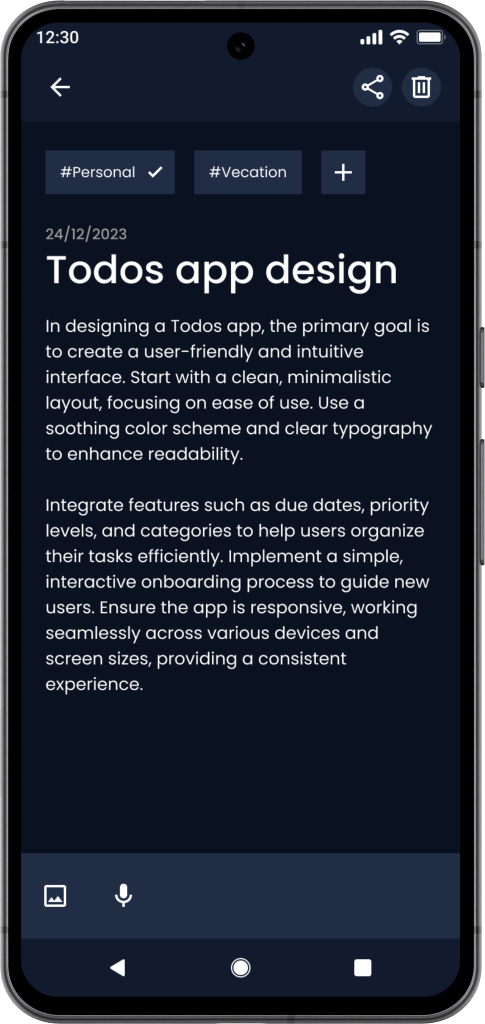 12:30
#Personal
#Vecation
24/12/2023
Todos app design
In designing a Todos app, the primary goal is
to create a user-friendly and intuitive
interface. Start with a clean, minimalistic
layout, focusing on ease of use. Use a
soothing color scheme and clear typography
to enhance readability.
Integrate features such as due dates, priority
levels, and categories to help users organize
their tasks efficiently. Implement a simple,
interactive onboarding process to guide new
users. Ensure the app is responsive, working
seamlessly across various devices and
screen sizes, providing a consistent
experience.